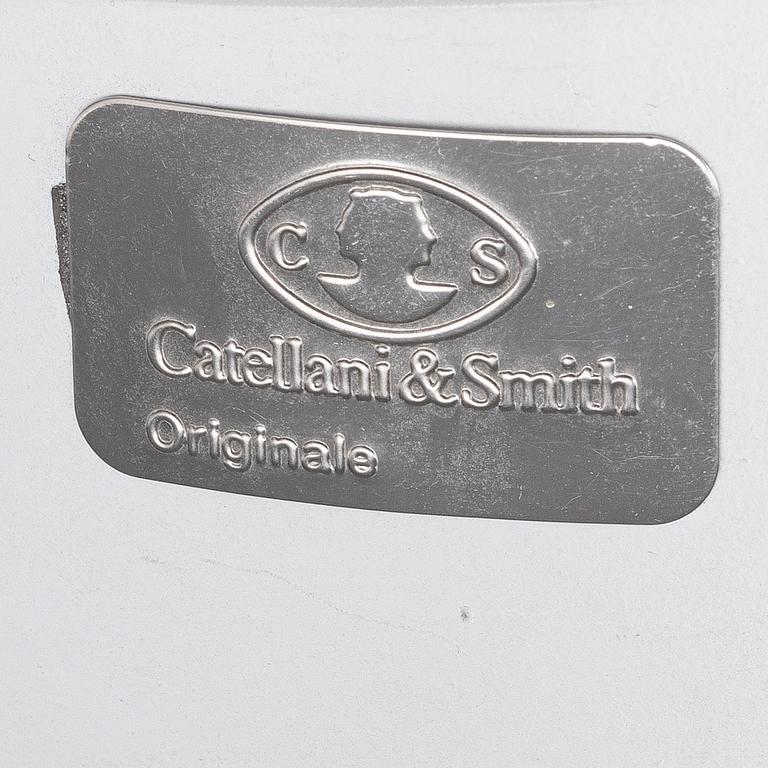 C S
Catellani & Smith
Originale